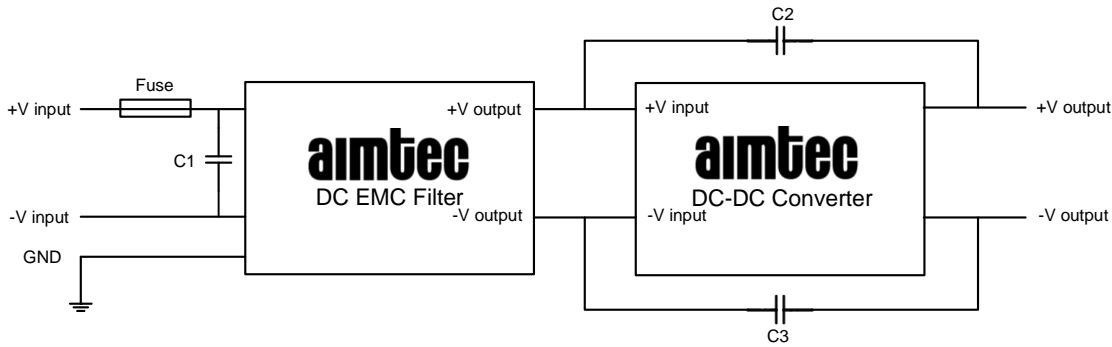 C2
Fuse
+V input
+V output
+V input
+V output
aimtec
aimtec
C1
DC EMC Filter
DC-DC Converter
-V input
-V output
-V input
-V output
GND
C3